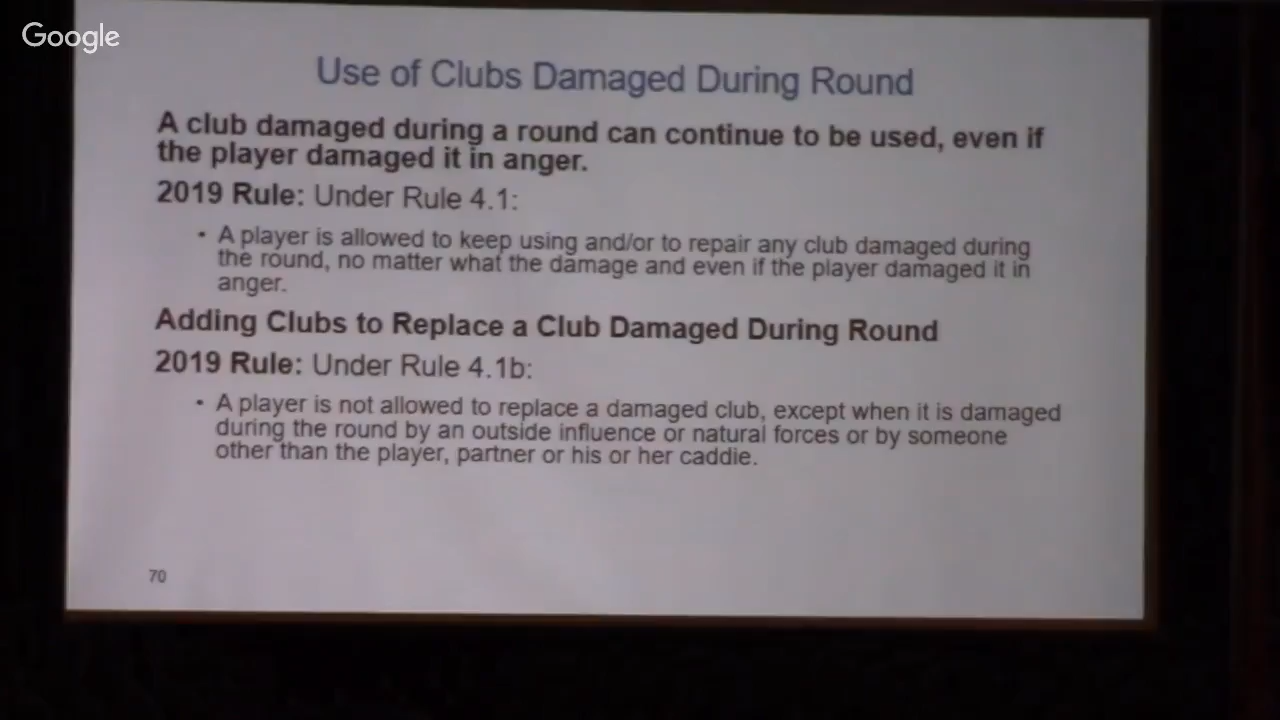 Google
Use of Clubs Damaged During Round
A club damaged during a round can continue to be used, even if
the player damaged it in anger.
2019 Rule: Under Rule 4.1:
• A player is allowed to keep using and/or to repair any club damaged during
the round, no matter what the damage and even if the player damaged it in
anger.
Adding Clubs to Replace a Club Damaged During Round
2019 Rule: Under Rule 4.1b:
• A player is not allowed to replace a damaged club, except when it is damaged
during the round by an outside influence or natural forces or by someone
other than the player, partner or his or her caddie.
70